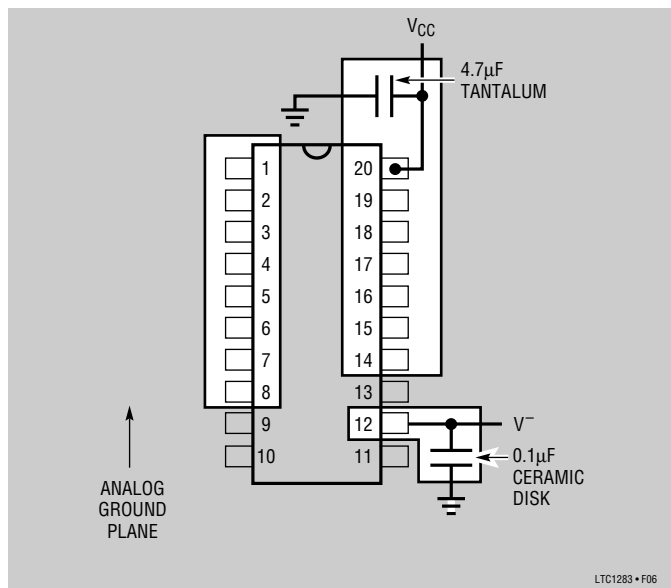 VCC
4.7µF
TANTALUM
1 20
2 19
3 18
4 17
5 16
6 15
7 14
8 13
9 12 V–
10 11
0.1µF
CERAMIC
DISK
ANALOG
GROUND
PLANE
LTC1283 • F06